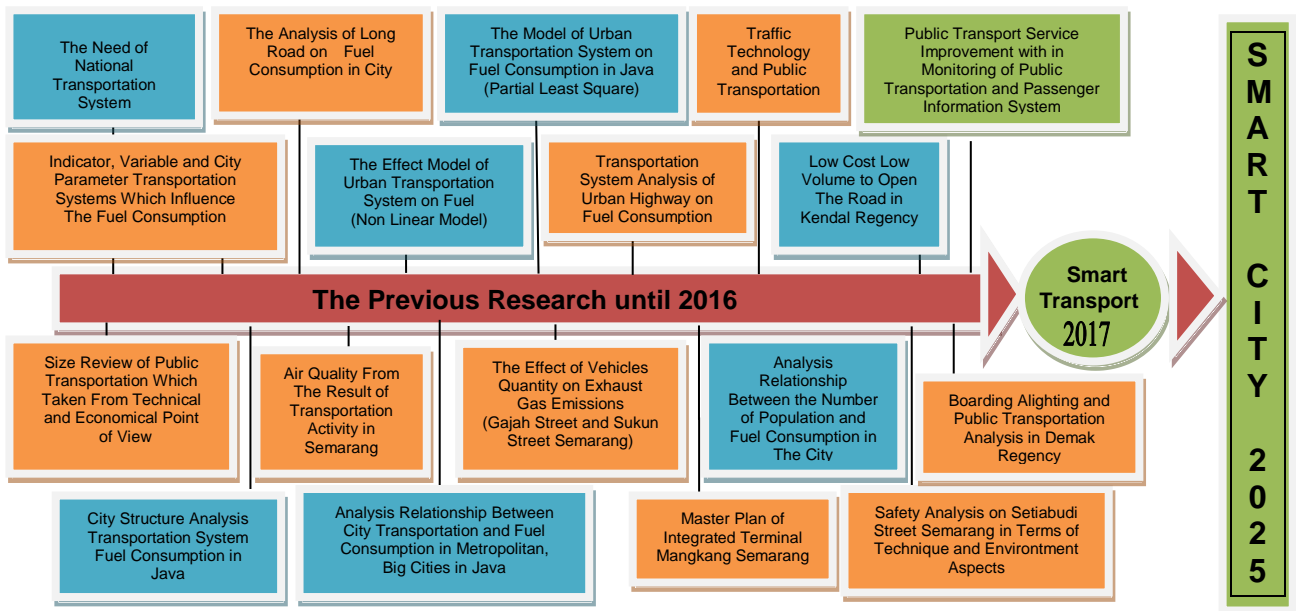 The Need of
National
Transportation
System
The Analysis of Long
Road on Fuel
Consumption in City
The Model of Urban
Transportation System on
Fuel Consumption in Java
(Partial Least Square)
Traffic
Technology
and Public
Transportation
Public Transport Service
Improvement with in
Monitoring of Public
Transportation and Passenger
Information System
Indicator, Variable and City
Parameter Transportation
Systems Which Influence
The Fuel Consumption
The Effect Model of
Urban Transportation
System on Fuel
(Non Linear Model)
Transportation
System Analysis of
Urban Highway on
Fuel Consumption
Low Cost Low
Volume to Open
The Road in
Kendal Regency
The Previous Research until 2016
Smart
Transport
2017
SMART CITY 2025
Size Review of Public
Transportation Which
Taken From Technical
and Economical Point
of View
Air Quality From
The Result of
Transportation
Activity in
Semarang
The Effect of Vehicles
Quantity on Exhaust
Gas Emissions
(Gajah Street and Sukun
Street Semarang)
Analysis
Relationship
Between the Number
of Population and
Fuel Consumption in
The City
Boarding Alighting and
Public Transportation
Analysis in Demak
Regency
City Structure Analysis
Transportation System
Fuel Consumption in
Java
Analysis Relationship Between
City Transportation and Fuel
Consumption in Metropolitan,
Big Cities in Java
Master Plan of
Integrated Terminal
Mangkang Semarang
Safety Analysis on Setiabudi
Street Semarang in Terms of
Technique and Environtment
Aspects